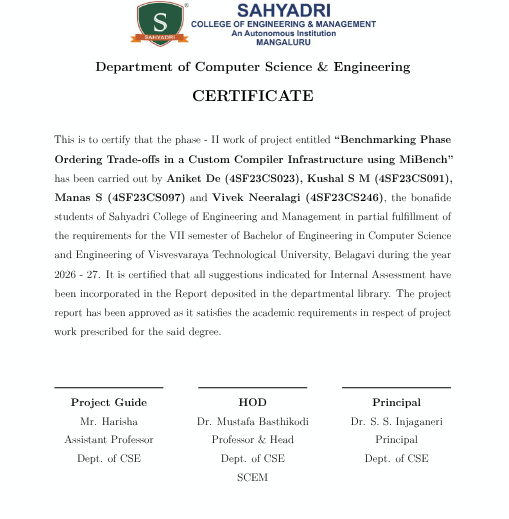 S
SAHYADRI
SAHYADRI
COLLEGE OF ENGINEERING & MANAGEMENT
An Autonomous Institution
MANGALURU
Department of Computer Science & Engineering
CERTIFICATE
This is to certify that the phase - II work of project entitled “Benchmarking Phase
Ordering Trade-offs in a Custom Compiler Infrastructure using MiBench”
has been carried out by Aniket De (4SF23CS023), Kushal S M (4SF23CS091),
Manas S (4SF23CS097) and Vivek Neeralagi (4SF23CS246), the bonafide
students of Sahyadri College of Engineering and Management in partial fulfillment of
the requirements for the VII semester of Bachelor of Engineering in Computer Science
and Engineering of Visvesvaraya Technological University, Belagavi during the year
2026 - 27. It is certified that all suggestions indicated for Internal Assessment have
been incorporated in the Report deposited in the departmental library. The project
report has been approved as it satisfies the academic requirements in respect of project
work prescribed for the said degree.
Project Guide
Mr. Harisha
Assistant Professor
Dept. of CSE
HOD
Dr. Mustafa Basthikodi
Professor & Head
Dept. of CSE
SCEM
Principal
Dr. S. S. Injaganeri
Principal
Dept. of CSE